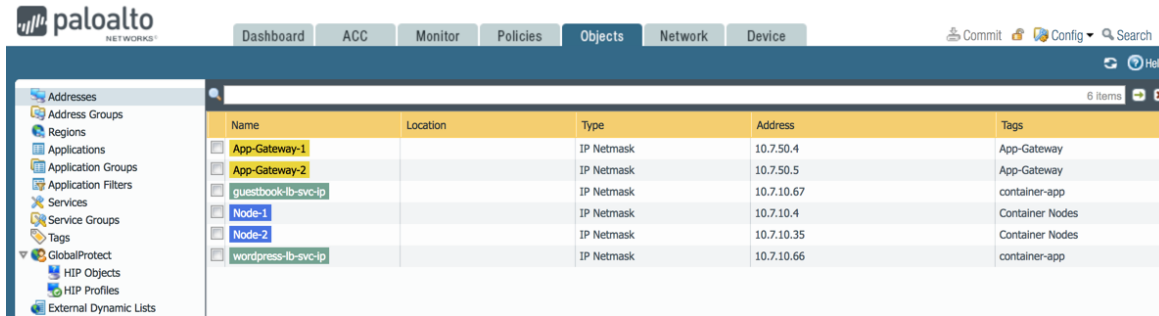 paloalto
NETWORKS
Dashboard ACC Monitor Policies Objects Network Device Commit Config Search
Addresses 6 items
Address Groups
Regions
Applications
Application Groups
Application Filters
Services
Service Groups
Tags
GlobalProtect
HIP Objects
HIP Profiles
External Dynamic Lists
Name Location Type Address Tags
App-Gateway-1 IP Netmask 10.7.50.4 App-Gateway
App-Gateway-2 IP Netmask 10.7.50.5 App-Gateway
guestbook-lb-svc-ip IP Netmask 10.7.10.67 container-app
Node-1 IP Netmask 10.7.10.4 Container Nodes
Node-2 IP Netmask 10.7.10.35 Container Nodes
wordpress-lb-svc-ip IP Netmask 10.7.10.66 container-app